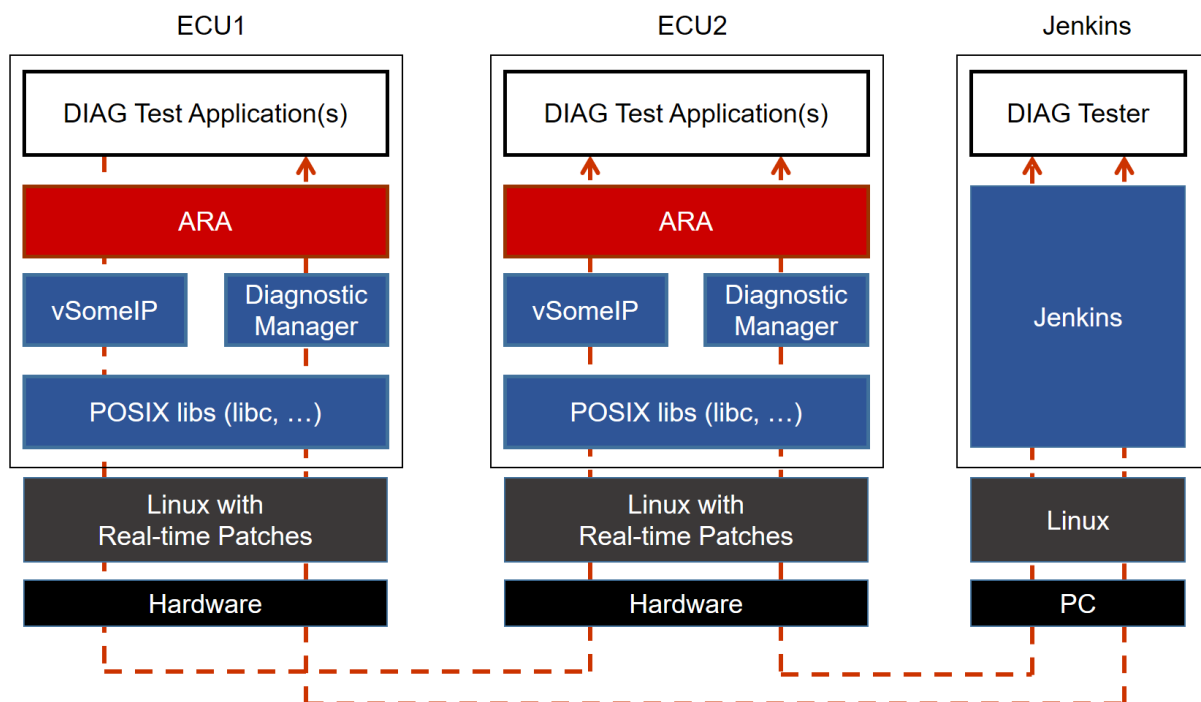 ECU1
ECU2
Jenkins
DIAG Test Application(s)
DIAG Test Application(s)
DIAG Tester
ARA
ARA
vSomeIP
Diagnostic
Manager
vSomeIP
Diagnostic
Manager
Jenkins
POSIX libs (libc, …)
POSIX libs (libc, …)
Linux with
Real-time Patches
Linux with
Real-time Patches
Linux
Hardware
Hardware
PC